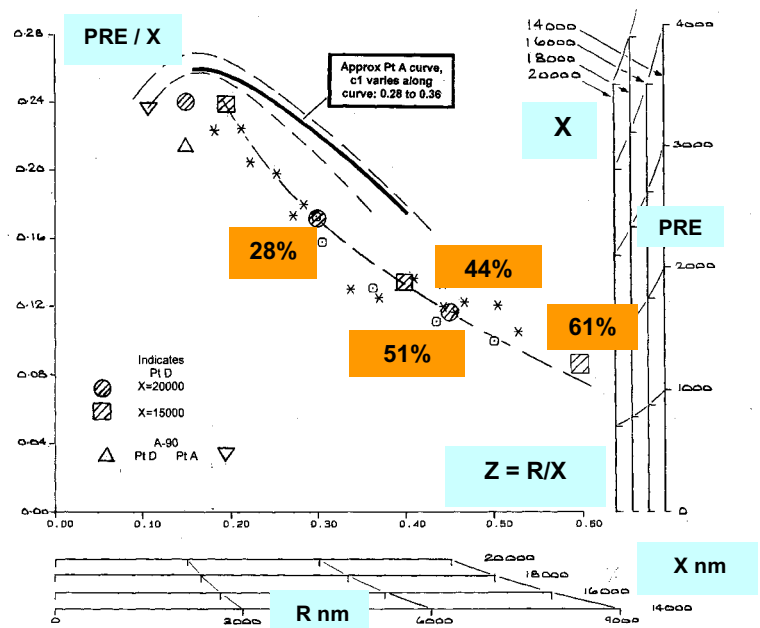 PRE / X
0.28
0.24
0.20
0.16
0.12
0.08
0.04
0.00
Approx Pt A curve,
c1 varies along
curve: 0.28 to 0.36
14000
16000
18000
20000
4000
X
3000
PRE
2000
1000
0
28%
44%
51%
61%
Indicates
Pt D
X=20000
X=15000
A-90
Pt D Pt A
Z = R/X
0.00 0.10 0.20 0.30 0.40 0.50 0.60
20000
18000
16000
14000
X nm
R nm
0 6000